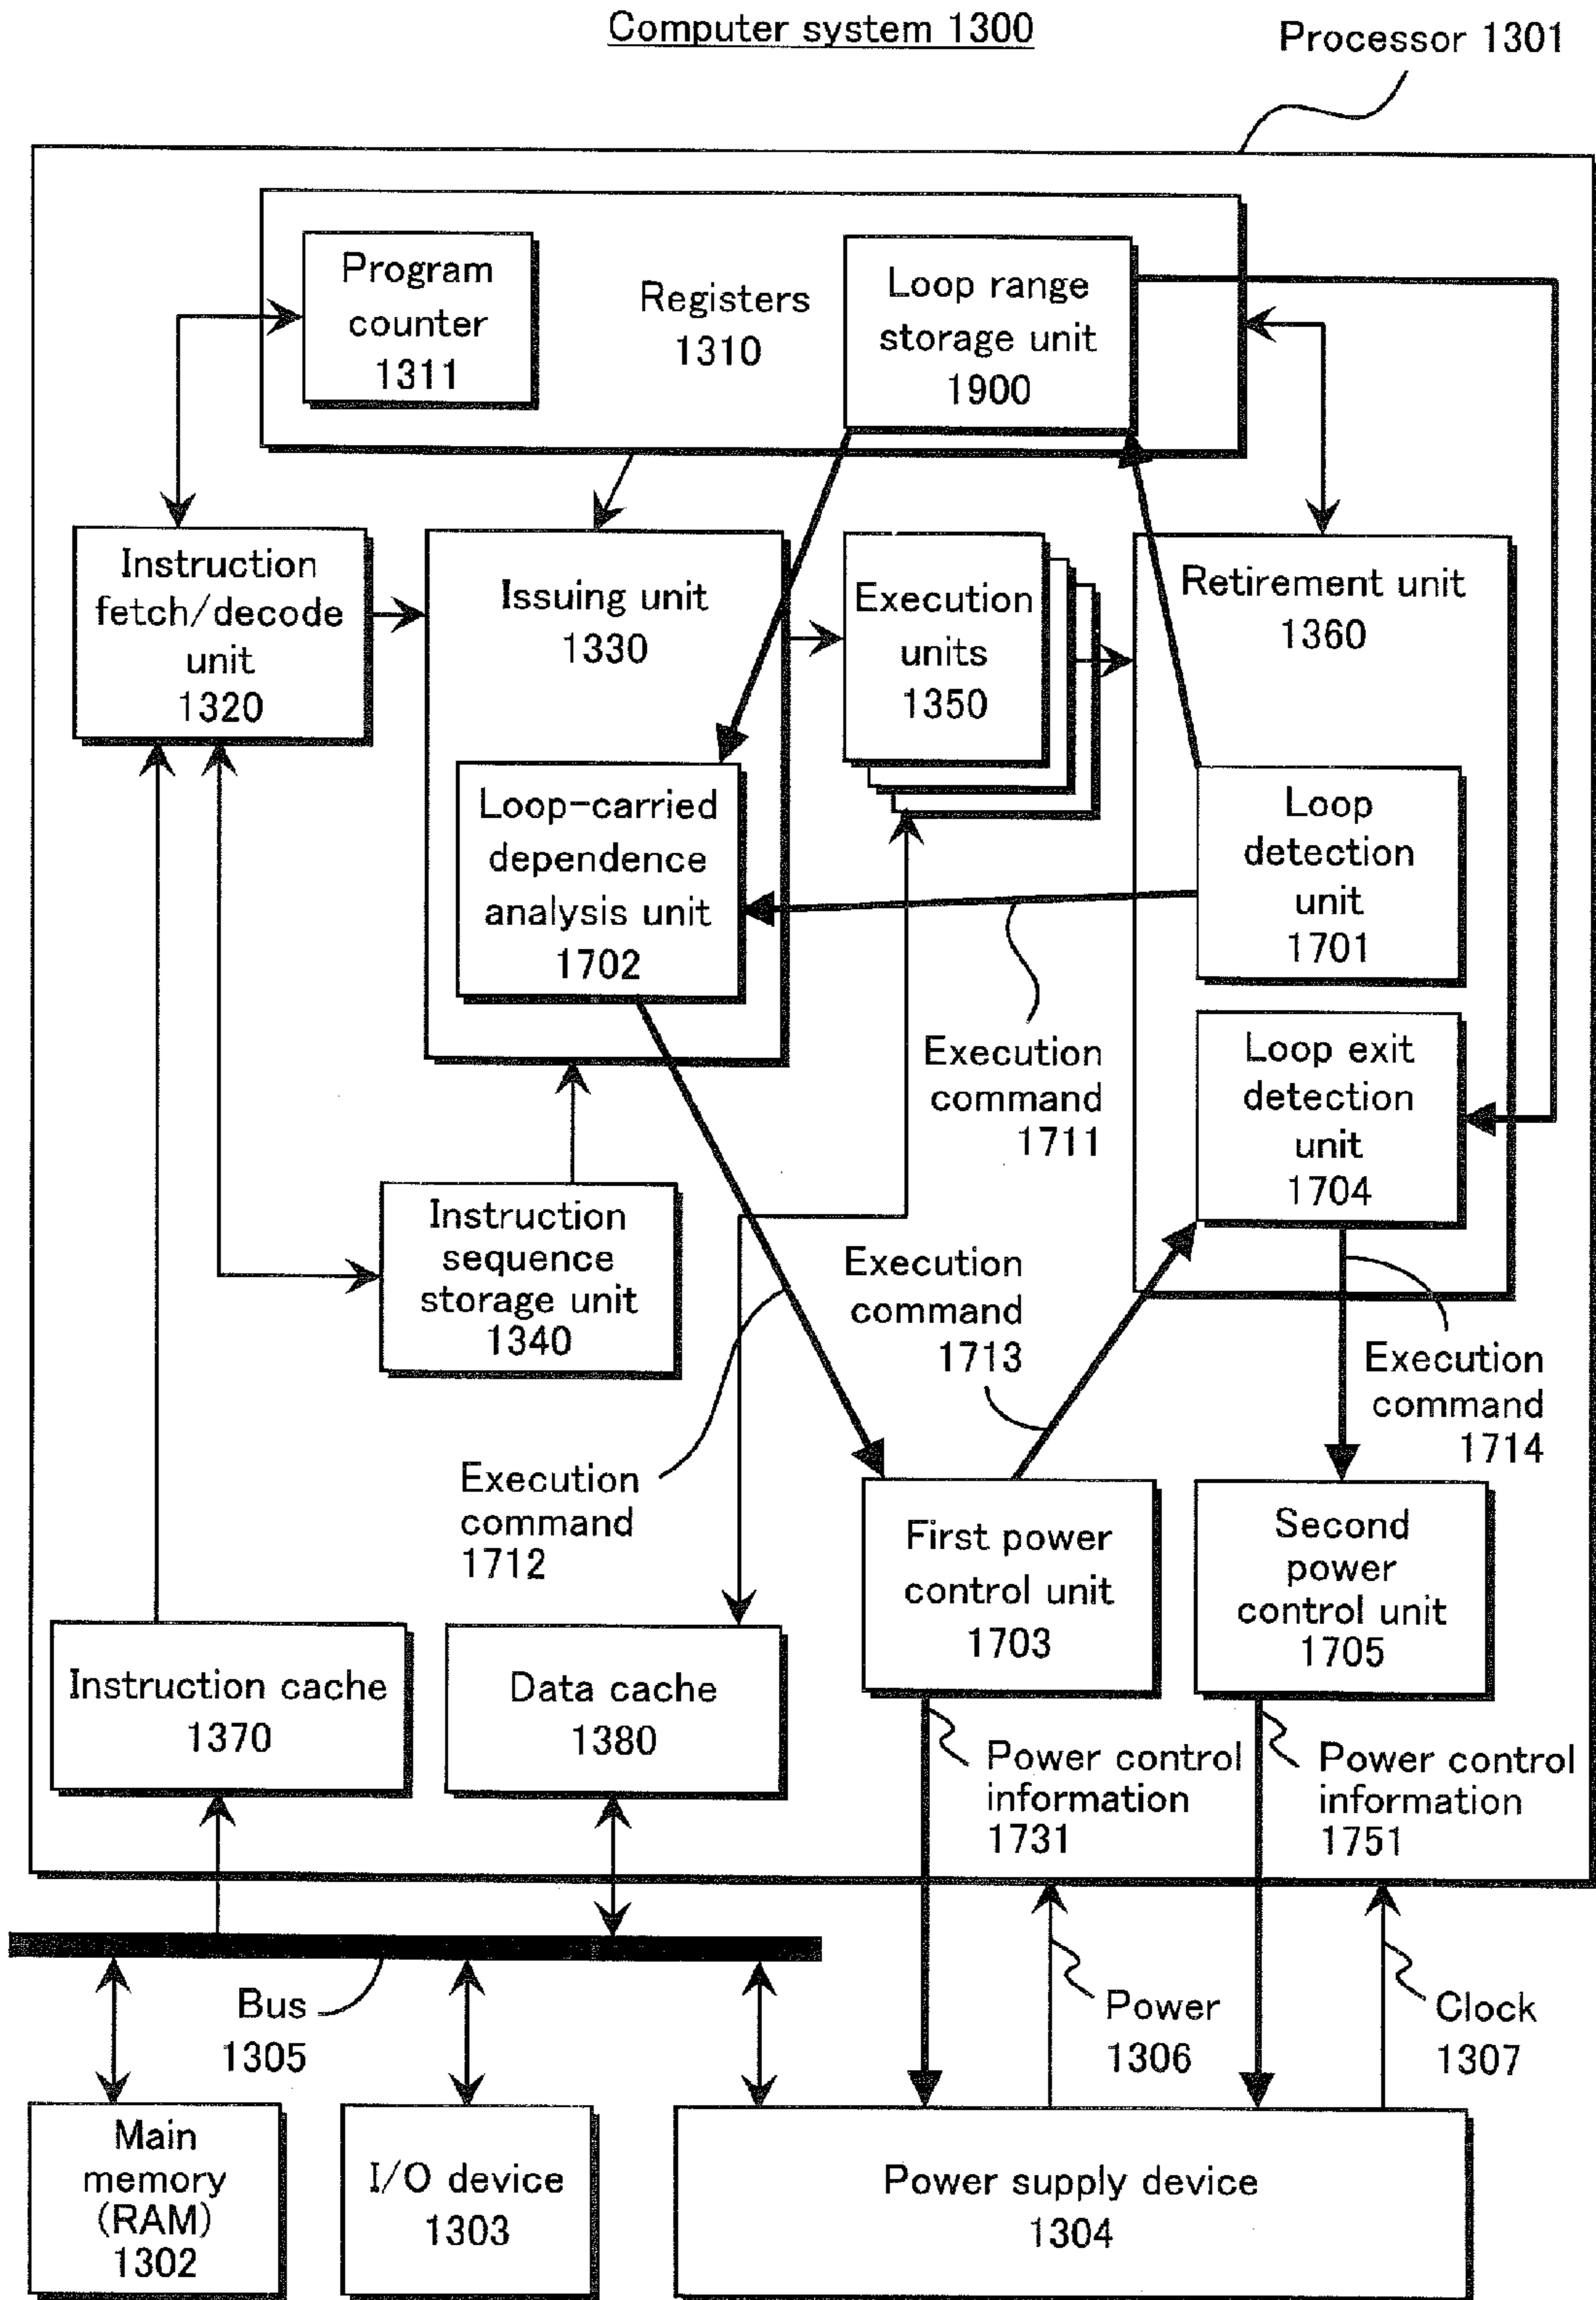 Computer system 1300
Processor 1301
Program
counter
1311
Registers
1310
Loop range
storage unit
1900
Instruction
fetch/decode
unit
1320
Issuing unit
1330
Execution
units
1350
Retirement unit
1360
Loop-carried
dependence
analysis unit
1702
Loop
detection
unit
1701
Execution
command
1711
Loop exit
detection
unit
1704
Instruction
sequence
storage unit
1340
Execution
command
1713
Execution
command
1714
Execution
command
1712
First power
control unit
1703
Second
power
control unit
1705
Instruction cache
1370
Data cache
1380
Power control
information
1731
Power control
information
1751
Bus
1305
Power
1306
Clock
1307
Main
memory
(RAM)
1302
I/O device
1303
Power supply device
1304